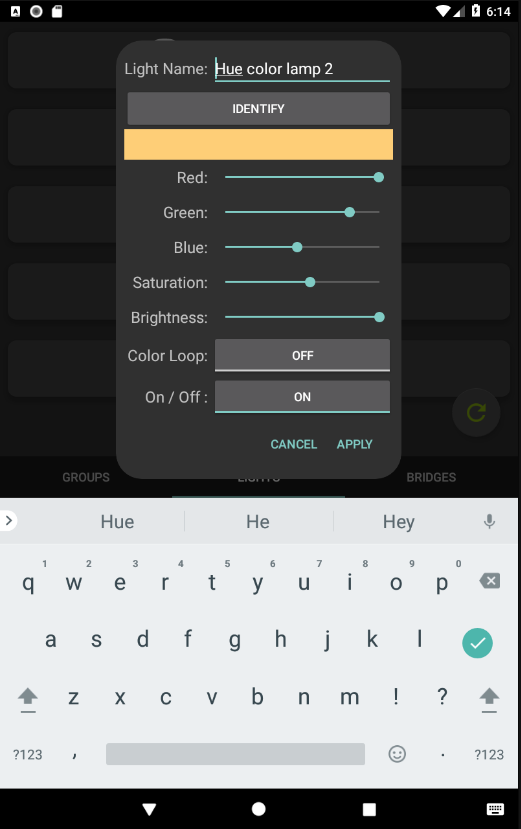 6:14
Light Name: Hue color lamp 2
IDENTIFY
Red:
Green:
Blue:
Saturation:
Brightness:
Color Loop: OFF
On / Off : ON
CANCEL APPLY
GROUPS LIGHTS BRIDGES
Hue He Hey
1 2 3 4 5 6 7 8 9 0
q w e r t y u i o p
a s d f g h j k l
z x c v b n m ! ?
?123 , . ?123